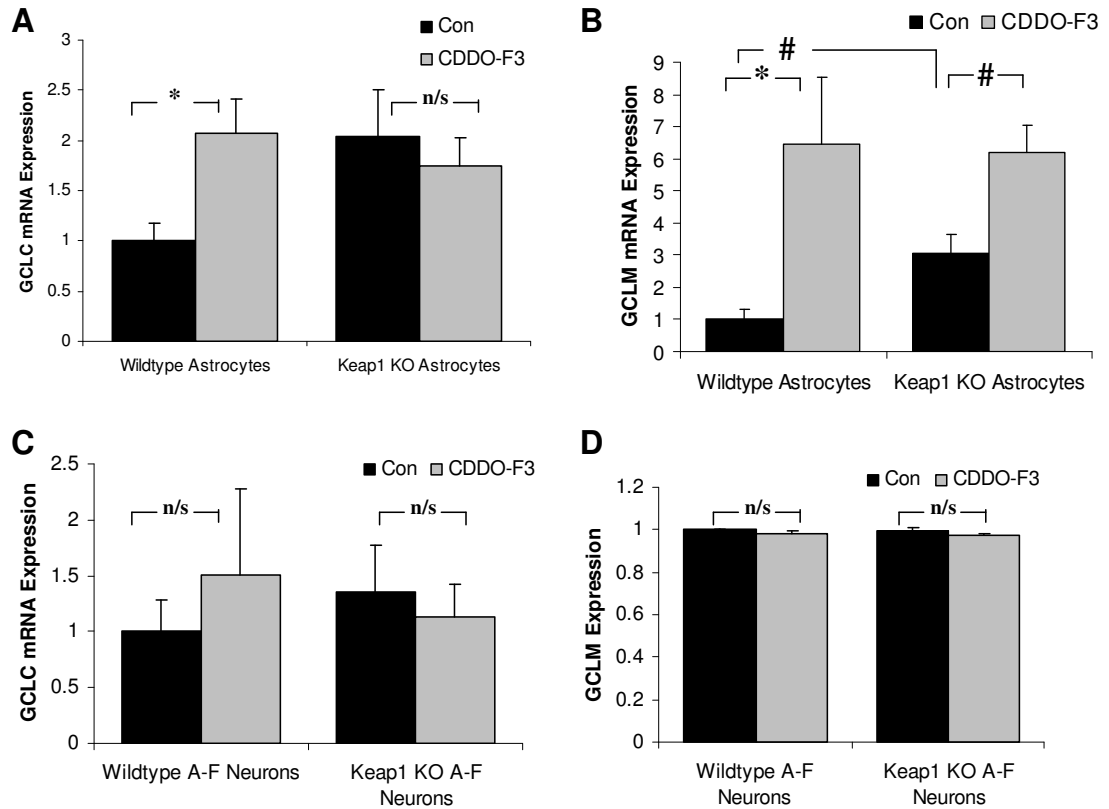 A
Con
CDDO-F3
GCLC mRNA Expression
3
2.5
2
1.5
1
0.5
0
*
n/s
Wildtype Astrocytes
Keap1 KO Astrocytes
B
Con CDDO-F3
GCLM mRNA Expression
9
8
7
6
5
4
3
2
1
0
#
*
#
Wildtype Astrocytes
Keap1 KO Astrocytes
C
Con CDDO-F3
GCLC mRNA Expression
2.5
2
1.5
1
0.5
0
n/s
n/s
Wildtype A-F Neurons
Keap1 KO A-F
Neurons
D
Con CDDO-F3
GCLM Expression
1.2
1
0.8
0.6
0.4
0.2
0
n/s
n/s
Wildtype A-F
Neurons
Keap1 KO A-F
Neurons